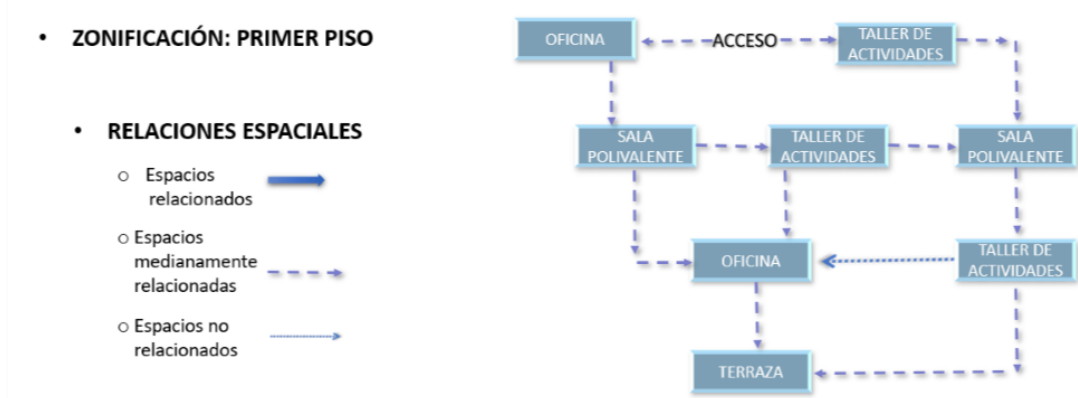 • ZONIFICACIÓN: PRIMER PISO
• RELACIONES ESPACIALES
○ Espacios
relacionados
○ Espacios
medianamente
relacionadas
○ Espacios no
relacionados
OFICINA
ACCESO
TALLER DE
ACTIVIDADES
SALA
POLIVALENTE
TALLER DE
ACTIVIDADES
SALA
POLIVALENTE
OFICINA
TALLER DE
ACTIVIDADES
TERRAZA